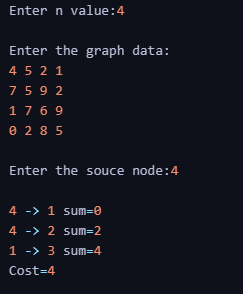 Enter n value:4
Enter the graph data:
4 5 2 1
7 5 9 2
1 7 6 9
0 2 8 5
Enter the souce node:4
4 -> 1 sum=0
4 -> 2 sum=2
1 -> 3 sum=4
Cost=4